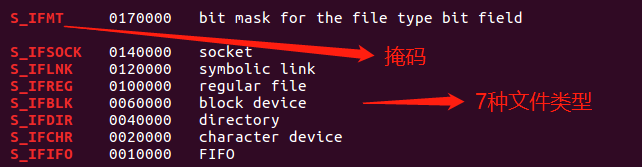 S_IFMT 0170000 bit mask for the file type bit field
掩码
S_IFSOCK 0140000 socket
S_IFLNK 0120000 symbolic link
S_IFREG 0100000 regular file
S_IFBLK 0060000 block device
7种文件类型
S_IFDIR 0040000 directory
S_IFCHR 0020000 character device
S_IFIFO 0010000 FIFO